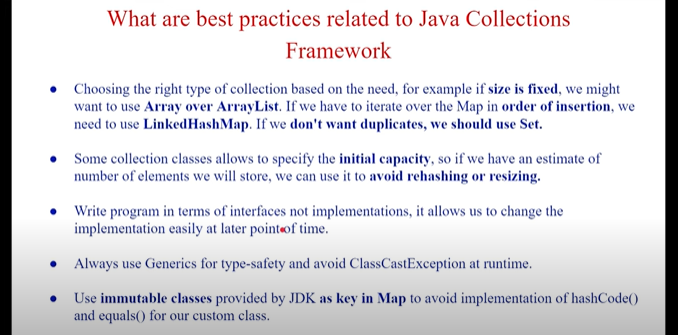 What are best practices related to Java Collections
Framework
● Choosing the right type of collection based on the need, for example if size is fixed, we might
want to use Array over ArrayList. If we have to iterate over the Map in order of insertion, we
need to use LinkedHashMap. If we don't want duplicates, we should use Set.
● Some collection classes allows to specify the initial capacity, so if we have an estimate of
number of elements we will store, we can use it to avoid rehashing or resizing.
● Write program in terms of interfaces not implementations, it allows us to change the
implementation easily at later point of time.
● Always use Generics for type-safety and avoid ClassCastException at runtime.
● Use immutable classes provided by JDK as key in Map to avoid implementation of hashCode()
and equals() for our custom class.